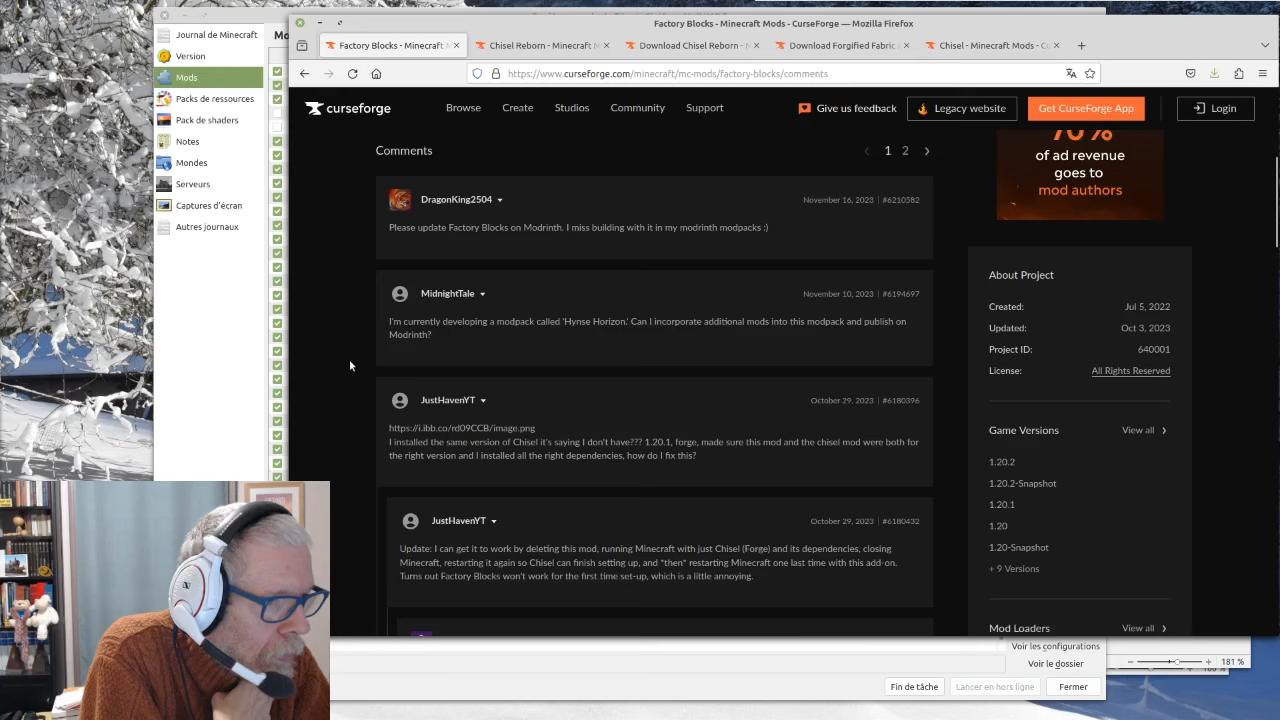 Factory Blocks - Minecraft Mods - CurseForge — Mozilla Firefox
Journal de Minecraft
Version
Mods
Packs de ressources
Pack de shaders
Notes
Mondes
Serveurs
Captures d'écran
Autres journaux
Mo
Factory Blocks - Minecraft M
Chisel Reborn - Minecraft
Download Chisel Reborn - M
Download Forgified Fabric
Chisel - Minecraft Mods - Cu
https://www.curseforge.com/minecraft/mc-mods/factory-blocks/comments
curseforge
Browse
Create
Studios
Community
Support
Give us feedback
Legacy website
Get CurseForge App
Login
Comments
1 2
70 %
of ad revenue
goes to
mod authors
DragonKing2504
November 16, 2023 | #6210582
Please update Factory Blocks on Modrinth. I miss building with it in my modrinth modpacks :)
MidnightTale
November 10, 2023 | #6194697
I'm currently developing a modpack called 'Hynse Horizon.' Can I incorporate additional mods into this modpack and publish on
Modrinth?
JustHavenYT
October 29, 2023 | #6180396
https://i.ibb.co/rd09CCB/image.png
I installed the same version of Chisel it's saying I don't have??? 1.20.1, forge, made sure this mod and the chisel mod were both for
the right version and I installed all the right dependencies, how do I fix this?
JustHavenYT
October 29, 2023 | #6180432
Update: I can get it to work by deleting this mod, running Minecraft with just Chisel (Forge) and its dependencies, closing
Minecraft, restarting it again so Chisel can finish setting up, and *then* restarting Minecraft one last time with this add-on.
Turns out Factory Blocks won't work for the first time set-up, which is a little annoying.
About Project
Created: Jul 5, 2022
Updated: Oct 3, 2023
Project ID: 640001
License: All Rights Reserved
Game Versions
View all
1.20.2
1.20.2-Snapshot
1.20.1
1.20
1.20-Snapshot
+ 9 Versions
Mod Loaders
View all
Voir les configurations
Voir le dossier
181 %
Fin de tâche
Lancer en hors ligne
Fermer